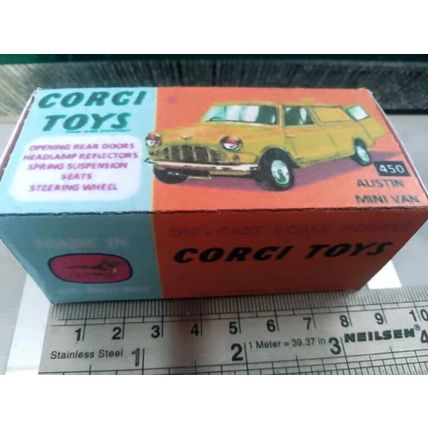 CORGI
TOYS
OPENING REAR DOORS
HEADLAMP REFLECTORS
SPRING SUSPENSION
SEATS
STEERING WHEEL
450
AUSTIN
MINI VAN
MADE IN
DIE-CAST SCALE MODELS
CORGI TOYS
1 2 3 4 5 6 7 8 9 10
Stainless Steel 1 2 1 Meter = 39.37 in 3 NEILSEN 4